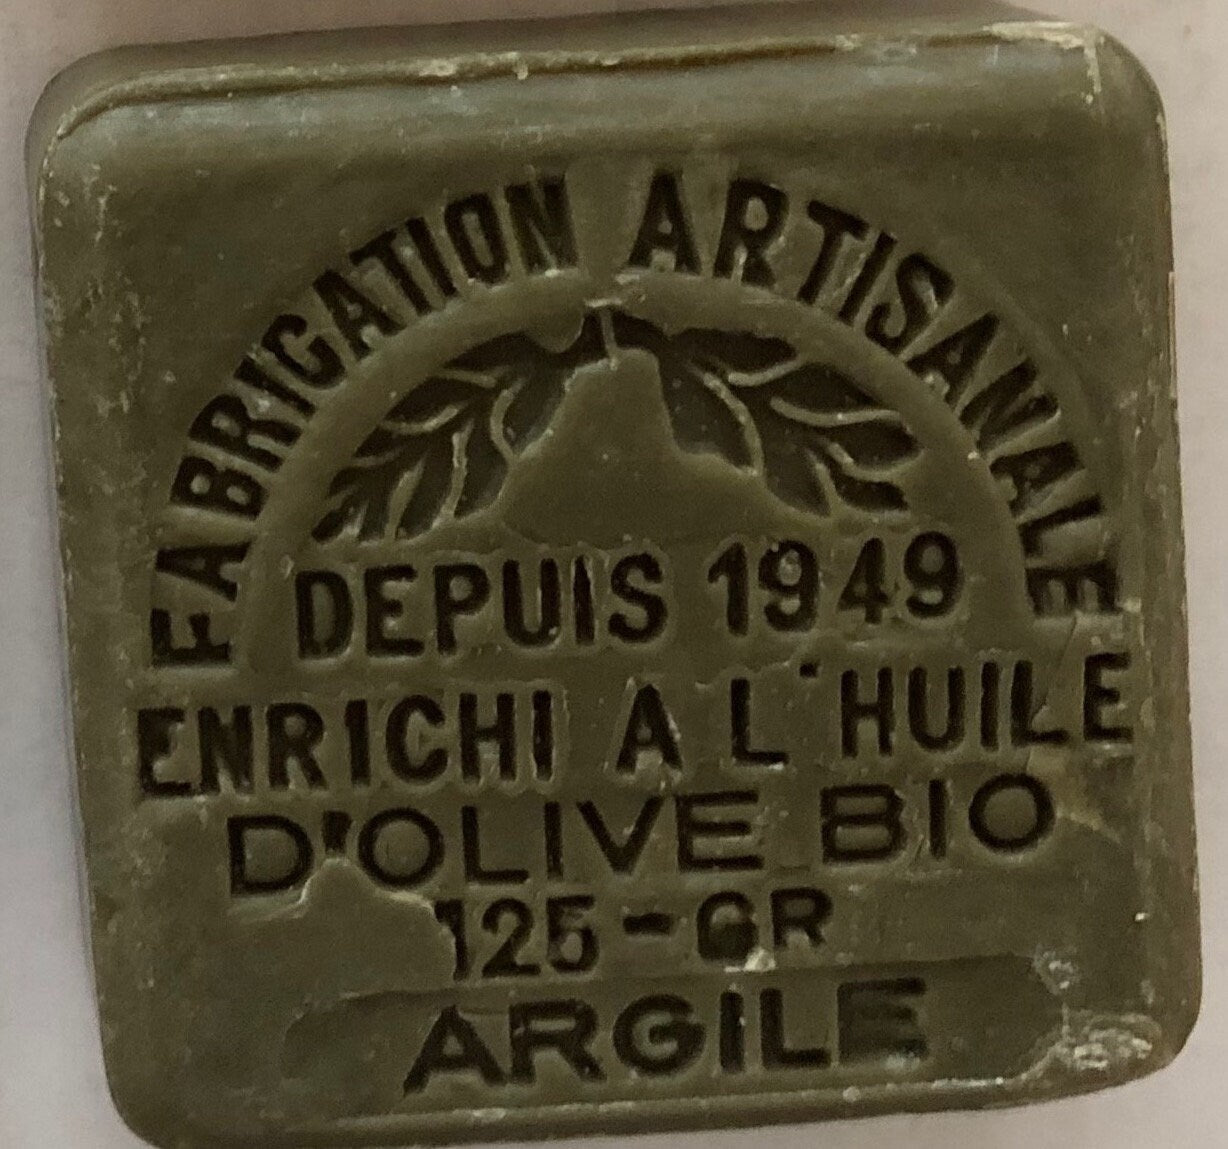 FABRICATION ARTISANALE
DEPUIS 1949
ENRICHI A L'HUILE
D'OLIVE BIO
125-GR
ARGILE